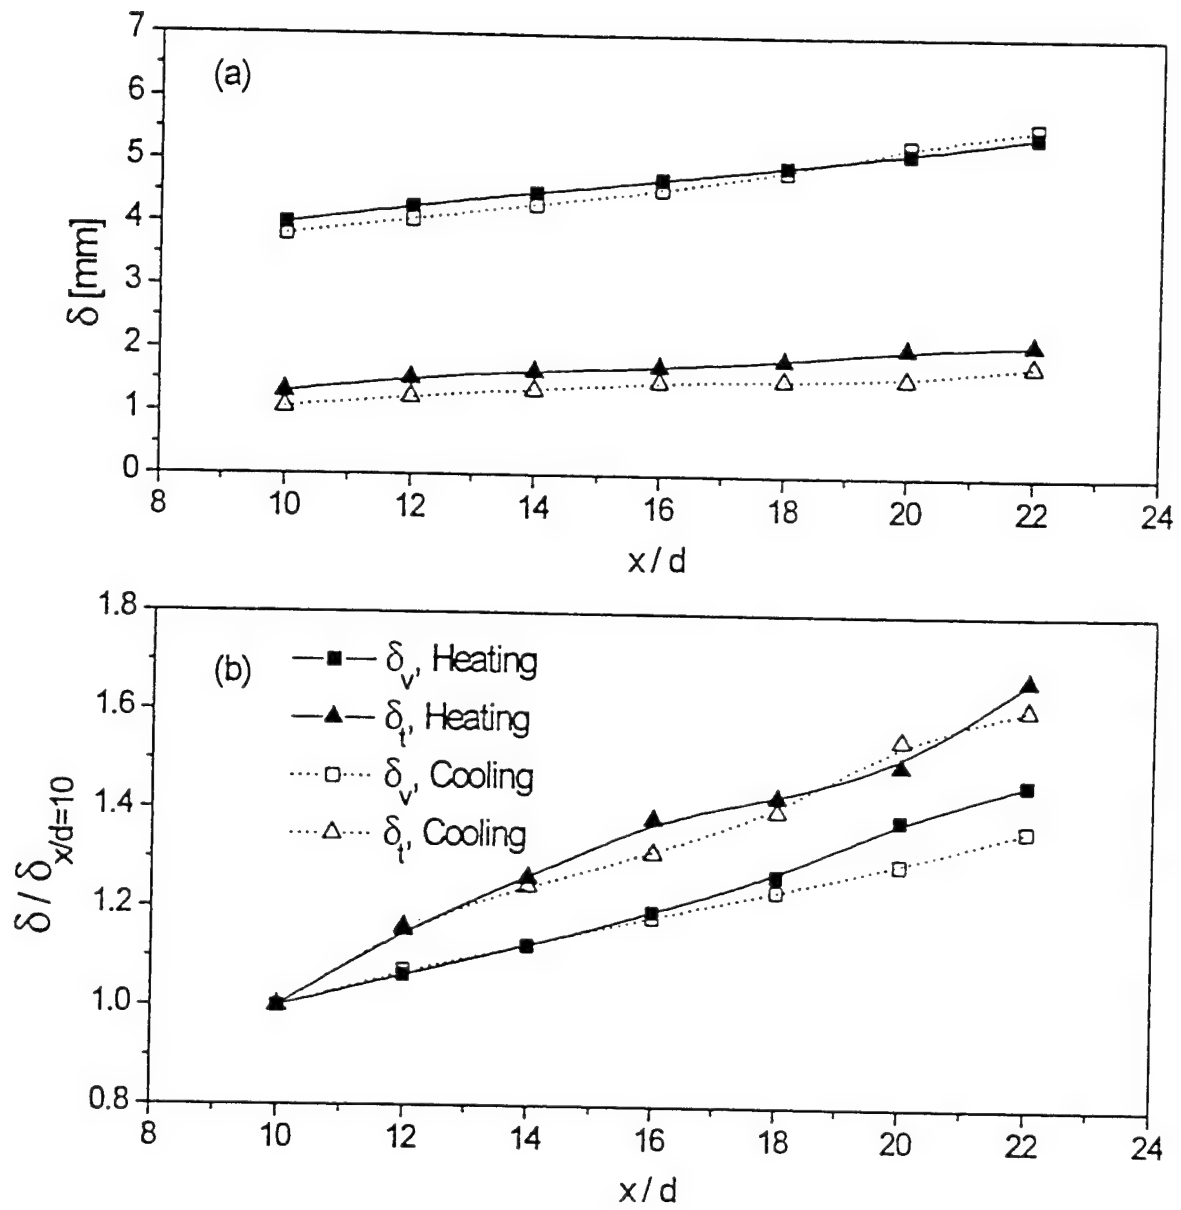 7
(a)
6
5
4
3
2
1
0
δ [mm]
8 10 12 14 16 18 20 22 24
x / d
1.8
(b)
δv, Heating
1.6
δt, Heating
δv, Cooling
1.4
δt, Cooling
1.2
1.0
0.8
δ / δx/d=10
8 10 12 14 16 18 20 22 24
x / d